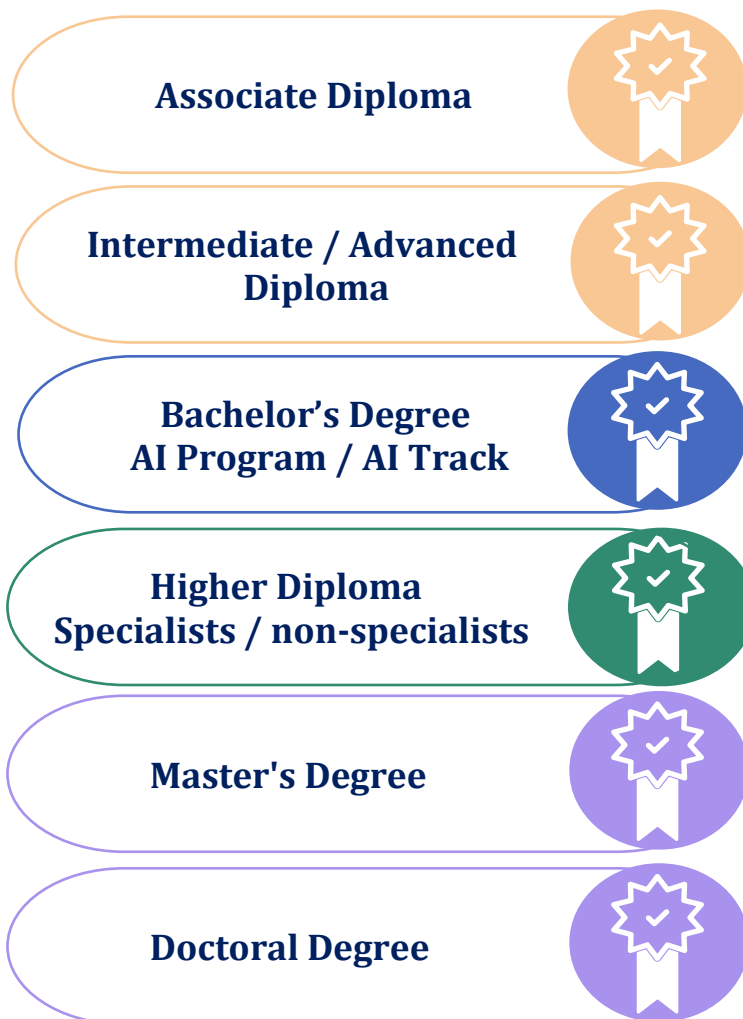 Associate Diploma
Intermediate / Advanced
Diploma
Bachelor’s Degree
AI Program / AI Track
Higher Diploma
Specialists / non-specialists
Master's Degree
Doctoral Degree